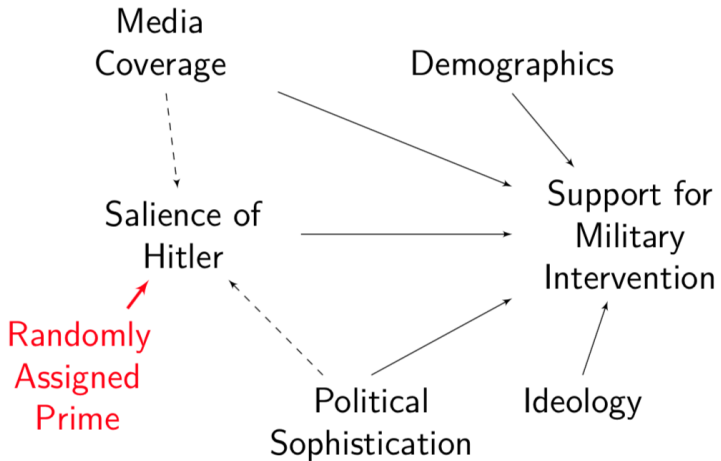 Media
Coverage
Demographics
Salience of
Hitler
Support for
Military
Intervention
Randomly
Assigned
Prime
Political
Sophistication
Ideology